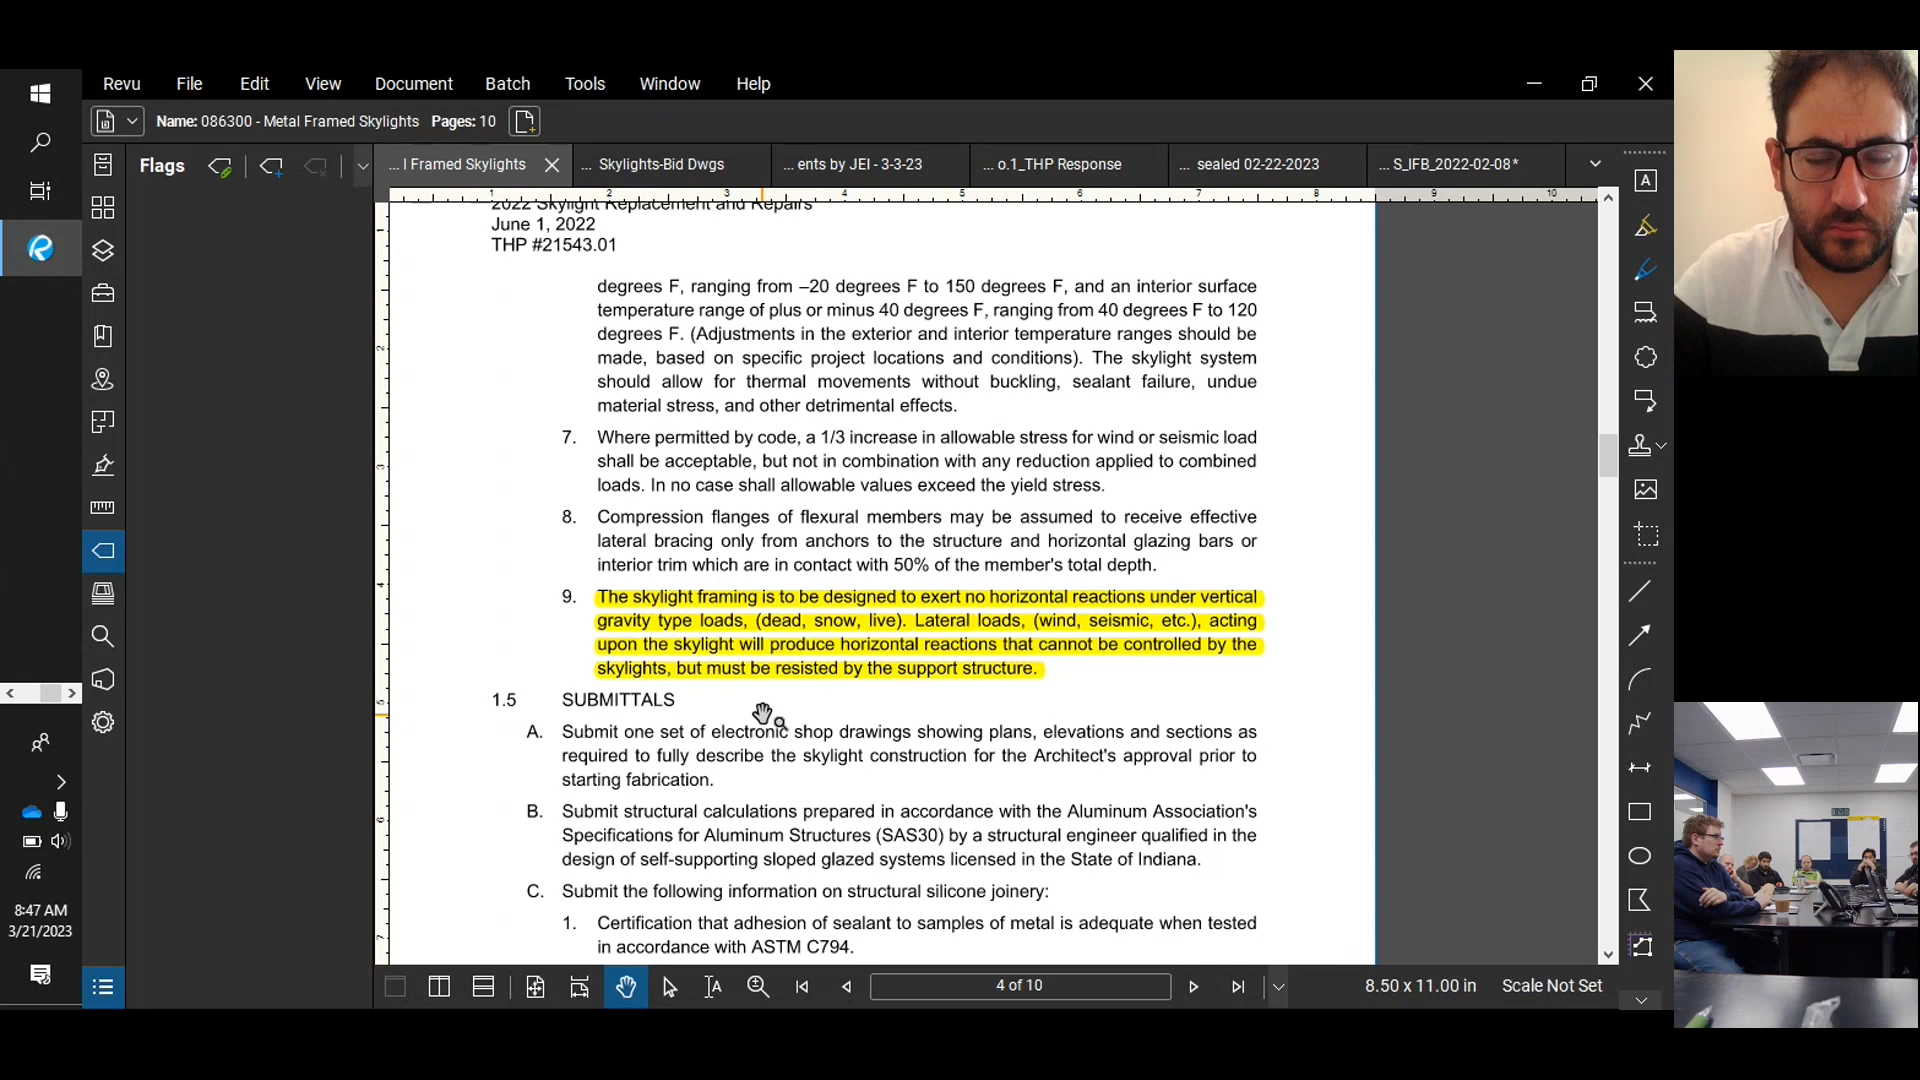 Revu File Edit View Document Batch Tools Window Help
Name: 086300 - Metal Framed Skylights Pages: 10
Flags
... l Framed Skylights
... Skylights-Bid Dwgs
... ents by JEI - 3-3-23
... o.1_THP Response
... sealed 02-22-2023
... S_IFB_2022-02-08*
1 2 3 4 5 6 7 8 9 10
2022 Skylight Replacement and Repairs
June 1, 2022
THP #21543.01
degrees F, ranging from –20 degrees F to 150 degrees F, and an interior surface
temperature range of plus or minus 40 degrees F, ranging from 40 degrees F to 120
degrees F. (Adjustments in the exterior and interior temperature ranges should be
made, based on specific project locations and conditions). The skylight system
should allow for thermal movements without buckling, sealant failure, undue
material stress, and other detrimental effects.
7. Where permitted by code, a 1/3 increase in allowable stress for wind or seismic load
shall be acceptable, but not in combination with any reduction applied to combined
loads. In no case shall allowable values exceed the yield stress.
8. Compression flanges of flexural members may be assumed to receive effective
lateral bracing only from anchors to the structure and horizontal glazing bars or
interior trim which are in contact with 50% of the member's total depth.
9. The skylight framing is to be designed to exert no horizontal reactions under vertical
gravity type loads, (dead, snow, live). Lateral loads, (wind, seismic, etc.), acting
upon the skylight will produce horizontal reactions that cannot be controlled by the
skylights, but must be resisted by the support structure.
1.5 SUBMITTALS
A. Submit one set of electronic shop drawings showing plans, elevations and sections as
required to fully describe the skylight construction for the Architect's approval prior to
starting fabrication.
B. Submit structural calculations prepared in accordance with the Aluminum Association's
Specifications for Aluminum Structures (SAS30) by a structural engineer qualified in the
design of self-supporting sloped glazed systems licensed in the State of Indiana.
C. Submit the following information on structural silicone joinery:
1. Certification that adhesion of sealant to samples of metal is adequate when tested
in accordance with ASTM C794.
8:47 AM
3/21/2023
4 of 10
8.50 x 11.00 in
Scale Not Set